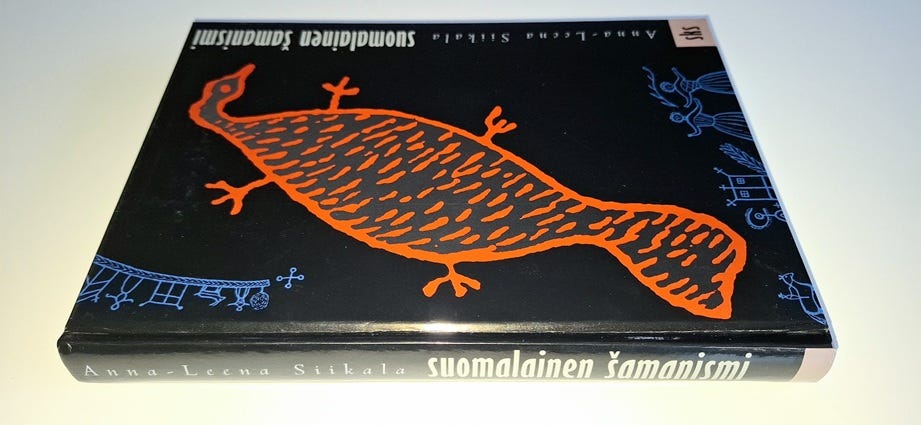 Anna-Leena Siikala
suomalainen šamanismi
sks
Anna-Leena Siikala suomalainen šamanismi